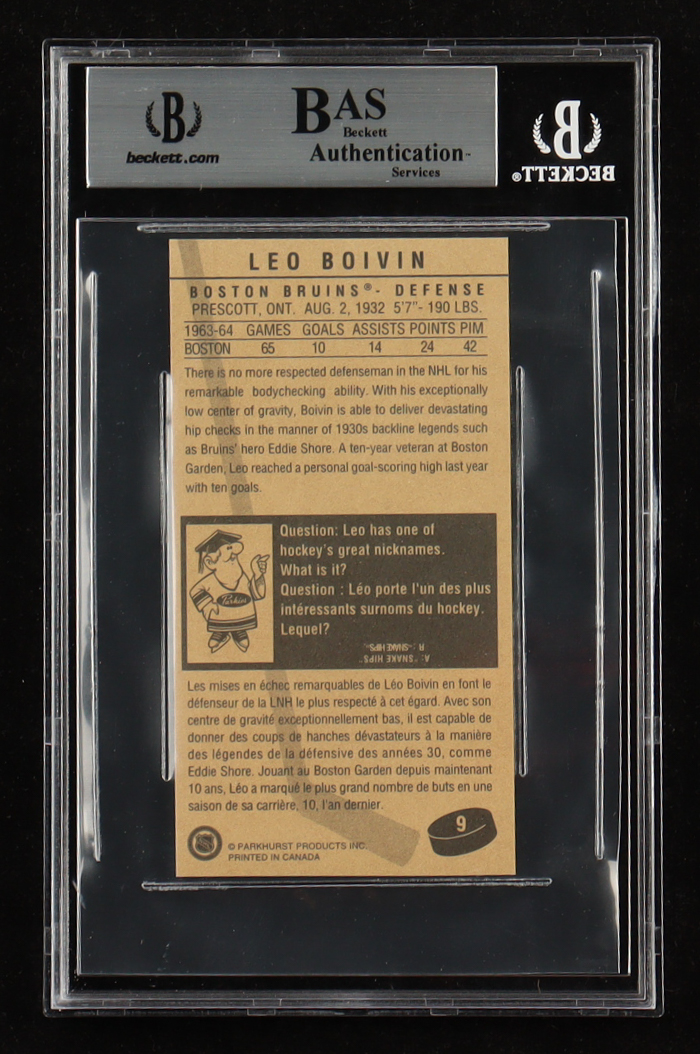 B
beckett.com
BAS
Beckett
Authentication™
Services
B
BECKETT®
LEO BOIVIN
BOSTON BRUINS®- DEFENSE
PRESCOTT, ONT. AUG. 2, 1932 5'7"- 190 LBS.
1963-64 GAMES GOALS ASSISTS POINTS PIM
BOSTON 65 10 14 24 42
There is no more respected defenseman in the NHL for his
remarkable bodychecking ability. With his exceptionally
low center of gravity, Boivin is able to deliver devastating
hip checks in the manner of 1930s backline legends such
as Bruins' hero Eddie Shore. A ten-year veteran at Boston
Garden, Leo reached a personal goal-scoring high last year
with ten goals.
Question: Leo has one of
hockey's great nicknames.
What is it?
Question : Léo porte l'un des plus
intéressants surnoms du hockey.
Lequel?
Parkies
A: "SNAKE HIPS"
R : "SNAKE HIPS"
Les mises en échec remarquables de Léo Boivin en font le
défenseur de la LNH le plus respecté à cet égard. Avec son
centre de gravité exceptionnellement bas, il est capable de
donner des coups de hanches dévastateurs à la manière
des légendes de la défensive des années 30, comme
Eddie Shore. Jouant au Boston Garden depuis maintenant
10 ans, Léo a marqué le plus grand nombre de buts en une
saison de sa carrière, 10, l'an dernier.
© PARKHURST PRODUCTS INC.
PRINTED IN CANADA
9